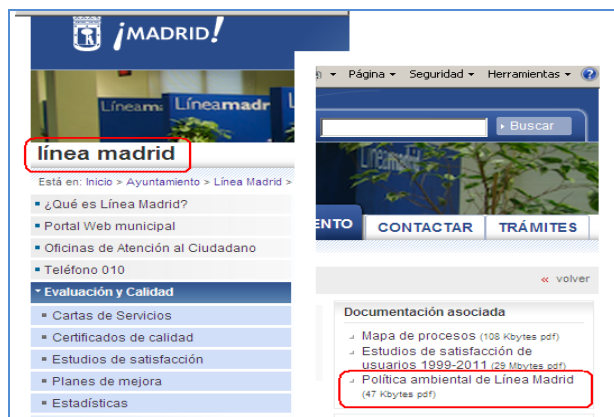 ¡MADRID!
Líneamadr
línea madrid
Está en: Inicio > Ayuntamiento > Línea Madrid >
¿Qué es Línea Madrid?
Portal Web municipal
Oficinas de Atención al Ciudadano
Teléfono 010
Evaluación y Calidad
Cartas de Servicios
Certificados de calidad
Estudios de satisfacción
Planes de mejora
Estadísticas
Página Seguridad Herramientas
Buscar
ENTO CONTACTAR TRÁMITES
« volver
Documentación asociada
Mapa de procesos (108 Kbytes pdf)
Estudios de satisfacción de
usuarios 1999-2011 (29 Mbytes pdf)
Política ambiental de Línea Madrid
(47 Kbytes pdf)